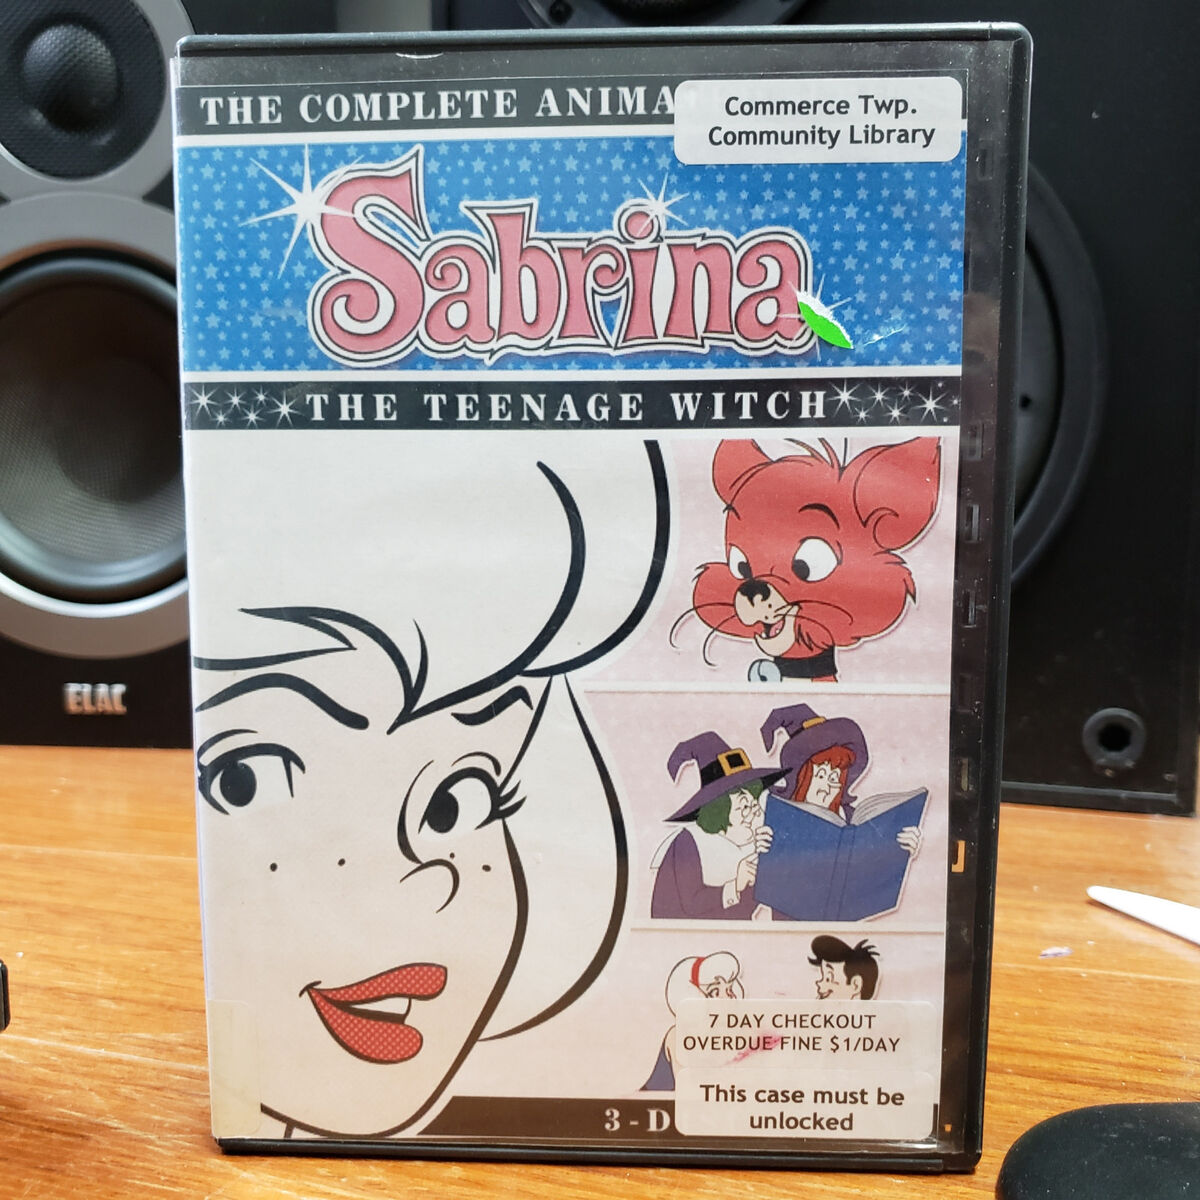 THE COMPLETE ANIMA
Commerce Twp.
Community Library
Sabrina
THE TEENAGE WITCH
ELAC
7 DAY CHECKOUT
OVERDUE FINE $1/DAY
This case must be
unlocked
3-D